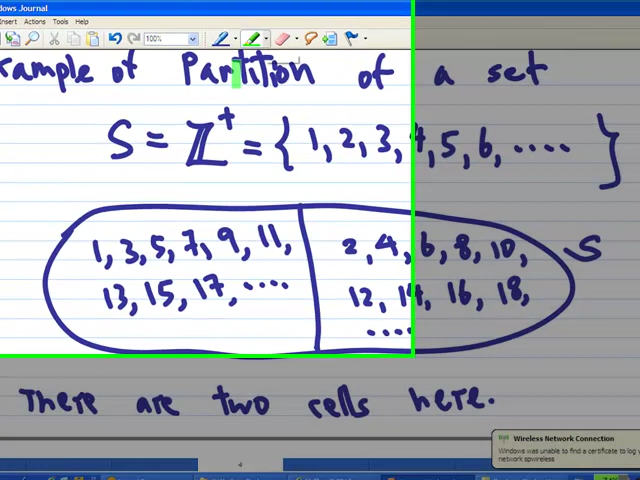 ndows Journal
Insert Actions Tools Help
100%
xample of Partition of a set
S = ℤ⁺ = { 1, 2, 3, 4, 5, 6, .... }
1, 3, 5, 7, 9, 11,
13, 15, 17, ....
2, 4, 6, 8, 10,
12, 14, 16, 18,
....
S
There are two cells here.
Wireless Network Connection
Windows was unable to find a certificate to log y
network spwireless
4